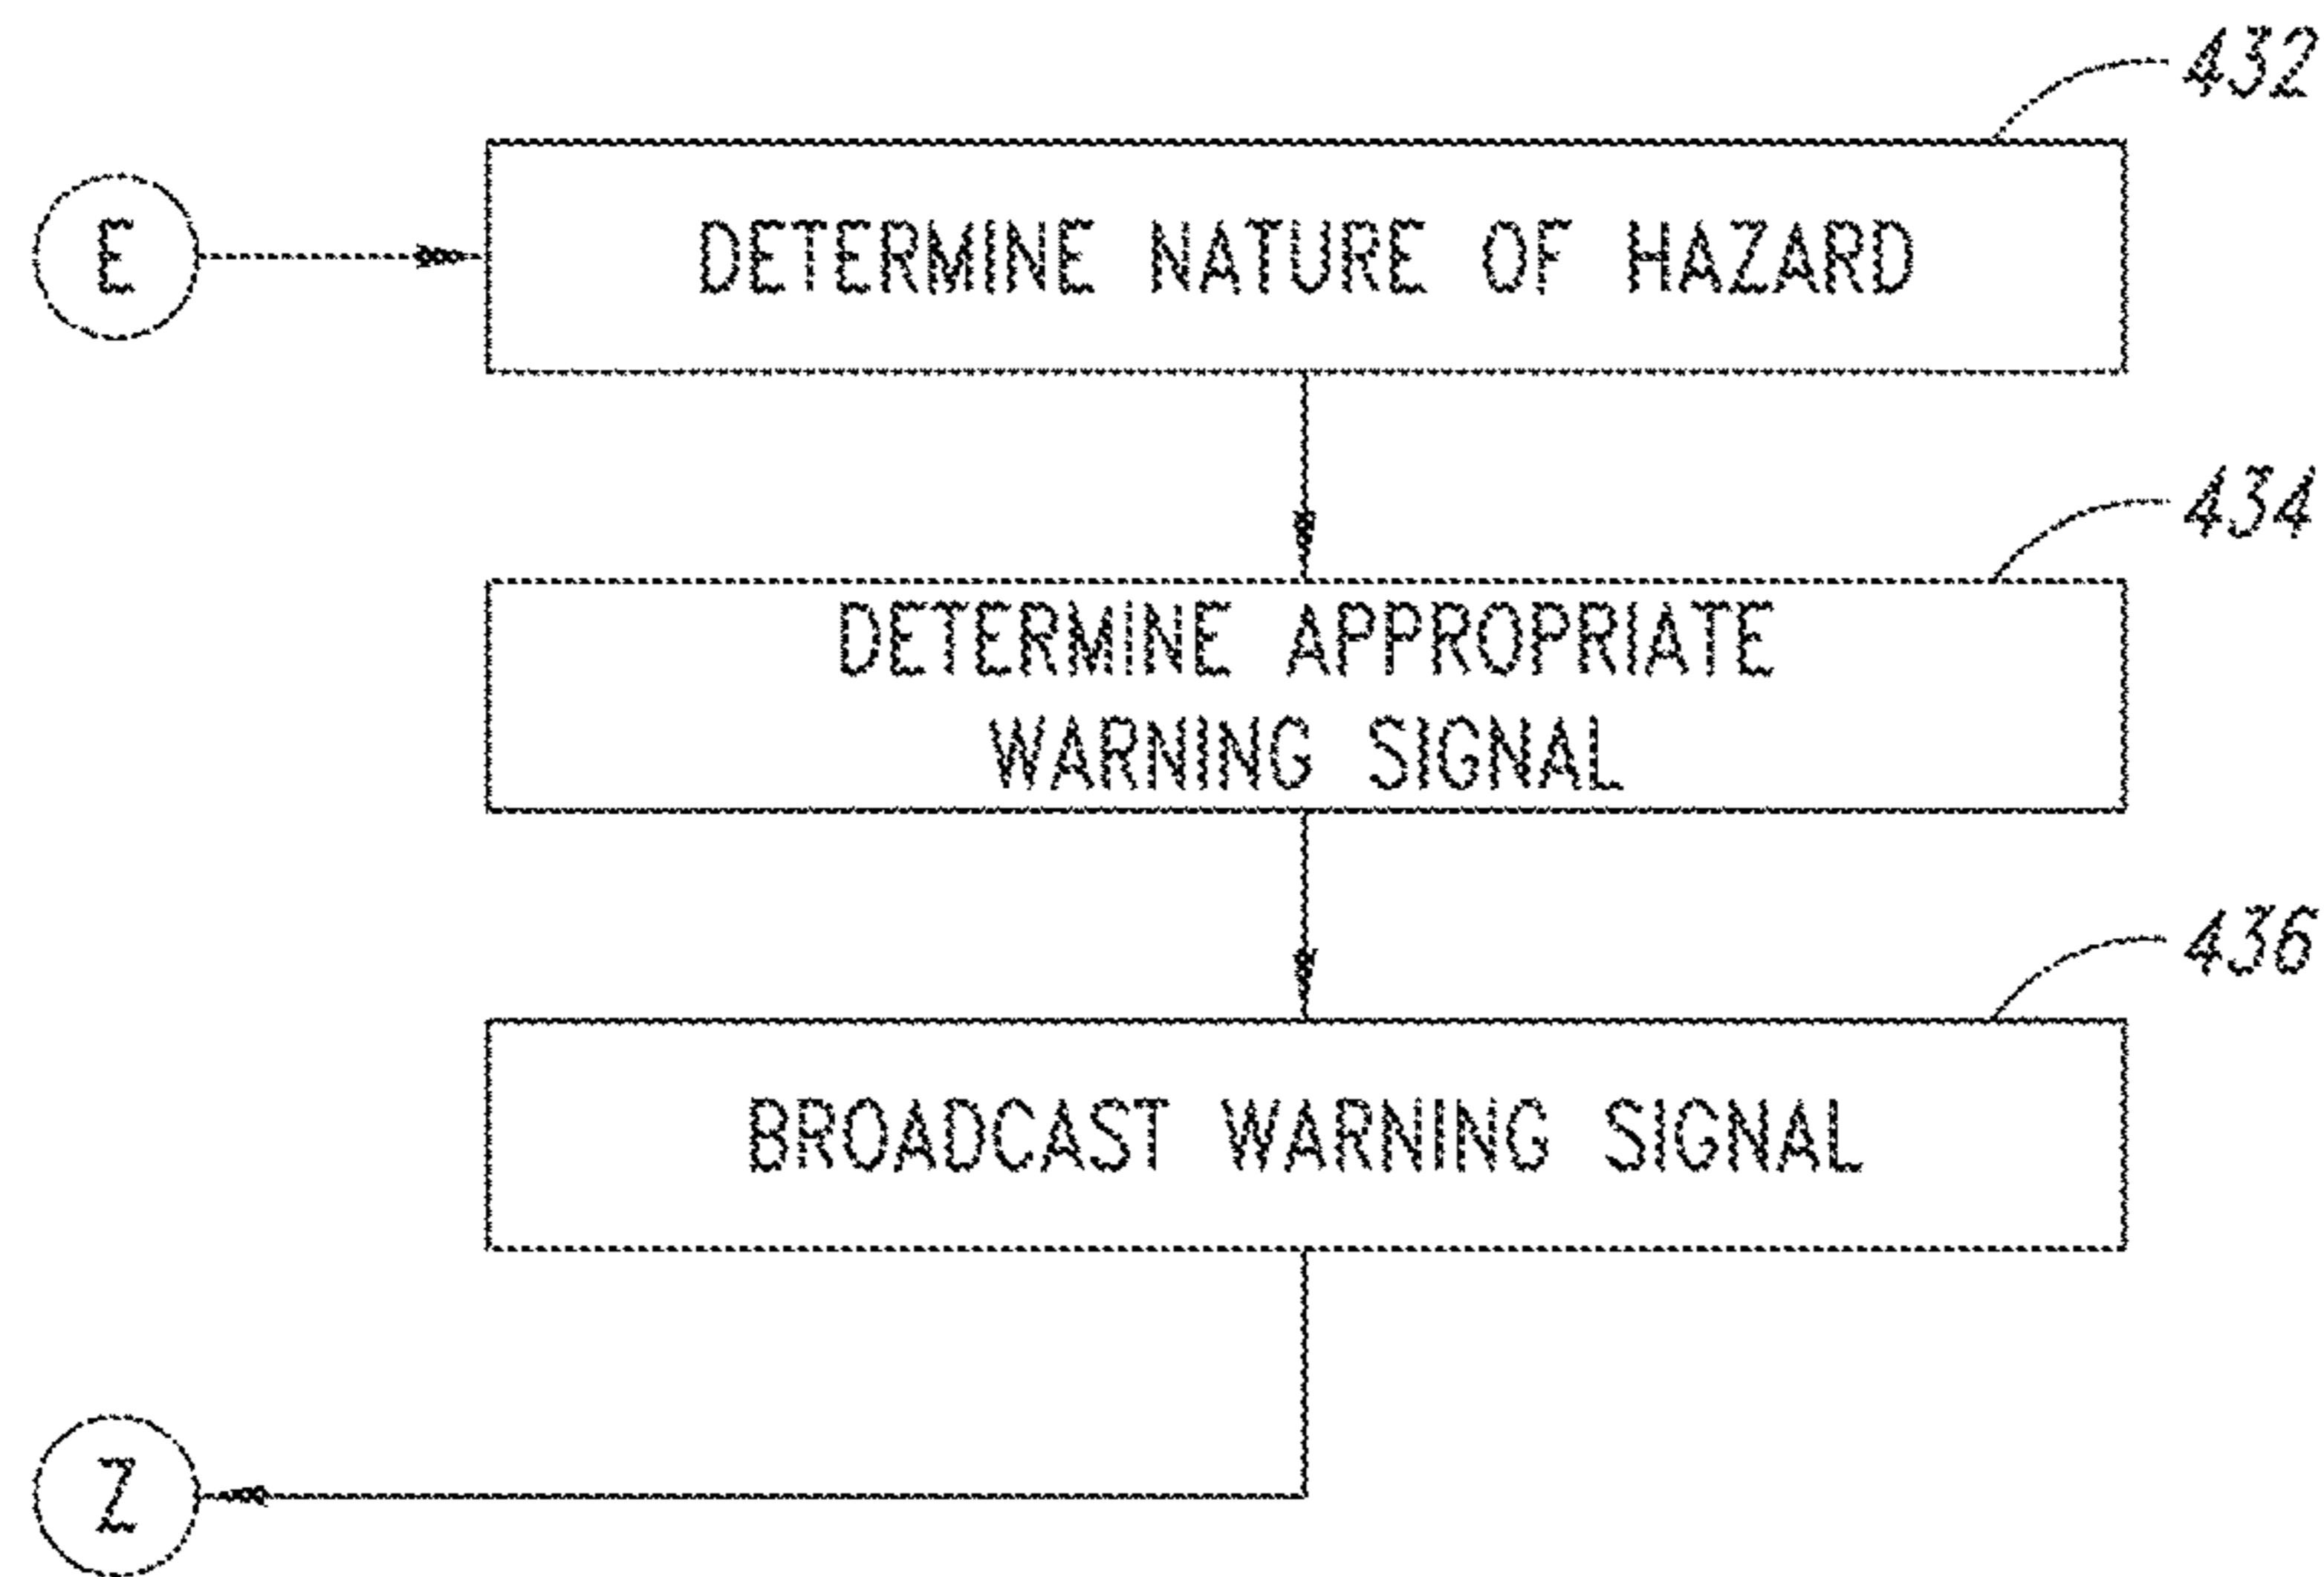 432
E
DETERMINE NATURE OF HAZARD
434
DETERMINE APPROPRIATE
WARNING SIGNAL
436
BROADCAST WARNING SIGNAL
Z